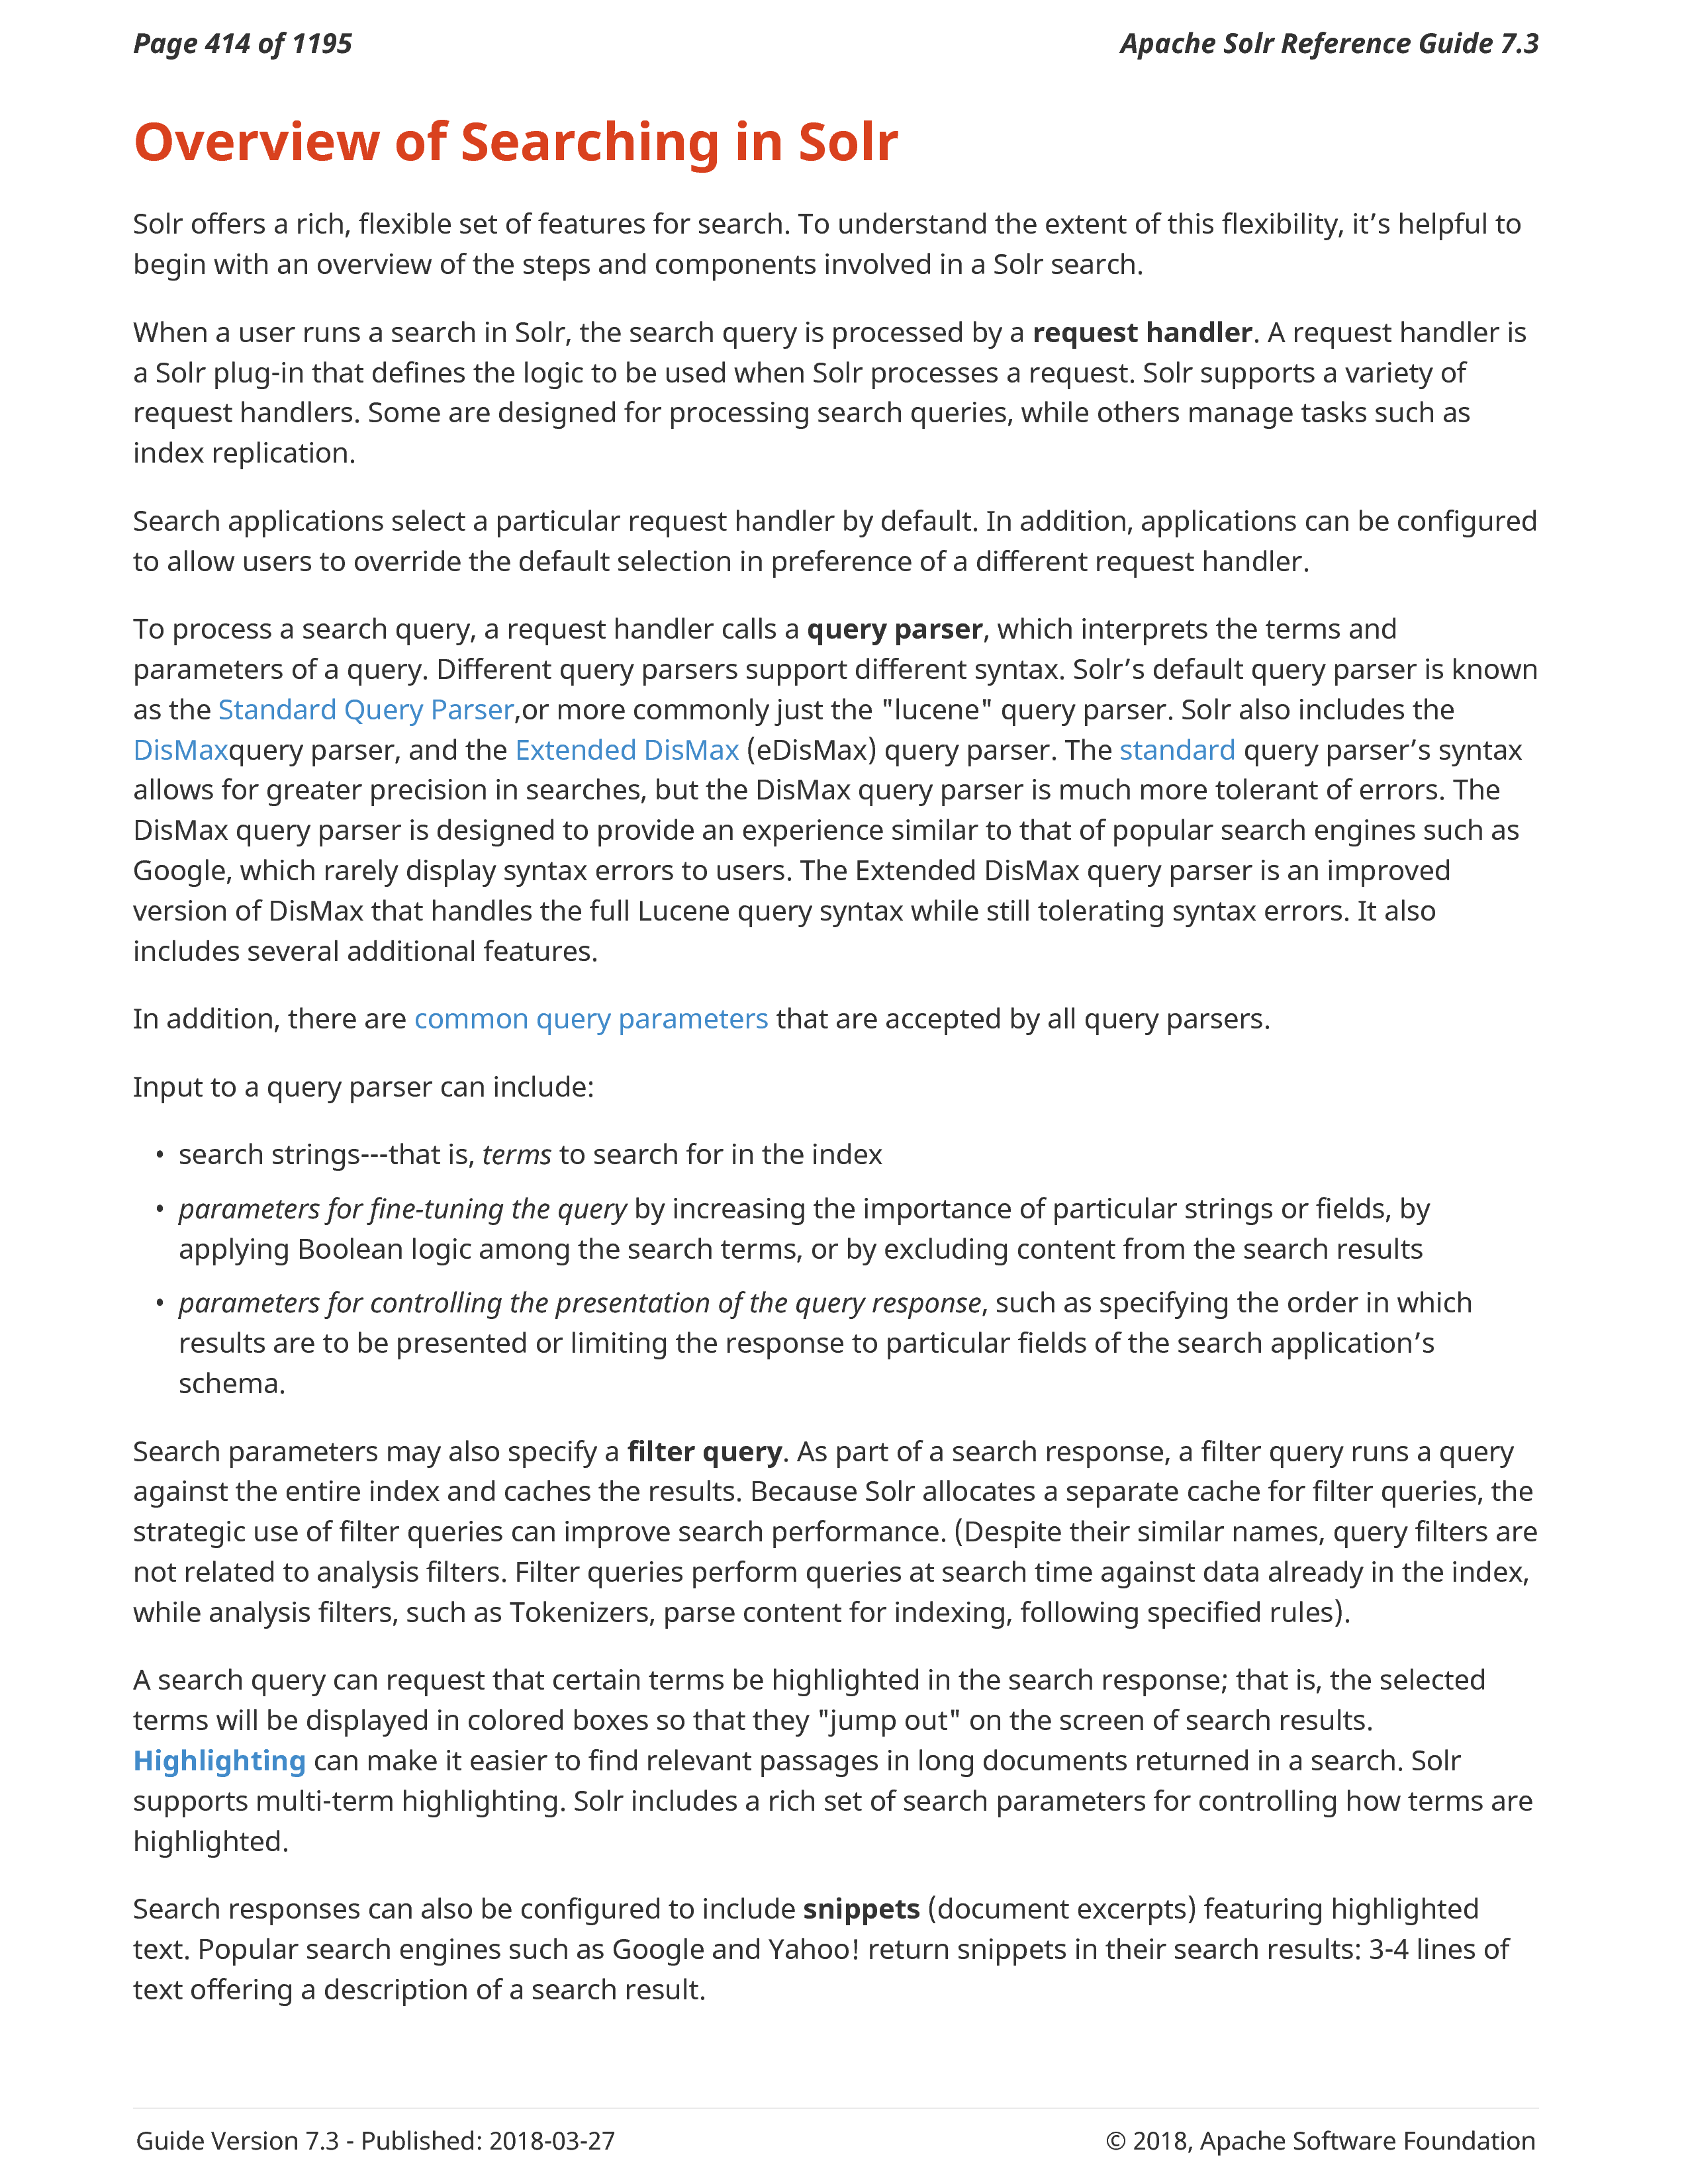 Page 414 of 1195
Apache Solr Reference Guide 7.3
Overview of Searching in Solr
Solr offers a rich, flexible set of features for search. To understand the extent of this flexibility, it’s helpful to
begin with an overview of the steps and components involved in a Solr search.
When a user runs a search in Solr, the search query is processed by a request handler. A request handler is
a Solr plug-in that defines the logic to be used when Solr processes a request. Solr supports a variety of
request handlers. Some are designed for processing search queries, while others manage tasks such as
index replication.
Search applications select a particular request handler by default. In addition, applications can be configured
to allow users to override the default selection in preference of a different request handler.
To process a search query, a request handler calls a query parser, which interprets the terms and
parameters of a query. Different query parsers support different syntax. Solr’s default query parser is known
as the Standard Query Parser,or more commonly just the "lucene" query parser. Solr also includes the
DisMaxquery parser, and the Extended DisMax (eDisMax) query parser. The standard query parser’s syntax
allows for greater precision in searches, but the DisMax query parser is much more tolerant of errors. The
DisMax query parser is designed to provide an experience similar to that of popular search engines such as
Google, which rarely display syntax errors to users. The Extended DisMax query parser is an improved
version of DisMax that handles the full Lucene query syntax while still tolerating syntax errors. It also
includes several additional features.
In addition, there are common query parameters that are accepted by all query parsers.
Input to a query parser can include:
• search strings---that is, terms to search for in the index
• parameters for fine-tuning the query by increasing the importance of particular strings or fields, by
applying Boolean logic among the search terms, or by excluding content from the search results
• parameters for controlling the presentation of the query response, such as specifying the order in which
results are to be presented or limiting the response to particular fields of the search application’s
schema.
Search parameters may also specify a filter query. As part of a search response, a filter query runs a query
against the entire index and caches the results. Because Solr allocates a separate cache for filter queries, the
strategic use of filter queries can improve search performance. (Despite their similar names, query filters are
not related to analysis filters. Filter queries perform queries at search time against data already in the index,
while analysis filters, such as Tokenizers, parse content for indexing, following specified rules).
A search query can request that certain terms be highlighted in the search response; that is, the selected
terms will be displayed in colored boxes so that they "jump out" on the screen of search results.
Highlighting can make it easier to find relevant passages in long documents returned in a search. Solr
supports multi-term highlighting. Solr includes a rich set of search parameters for controlling how terms are
highlighted.
Search responses can also be configured to include snippets (document excerpts) featuring highlighted
text. Popular search engines such as Google and Yahoo! return snippets in their search results: 3-4 lines of
text offering a description of a search result.
Guide Version 7.3 - Published: 2018-03-27
© 2018, Apache Software Foundation